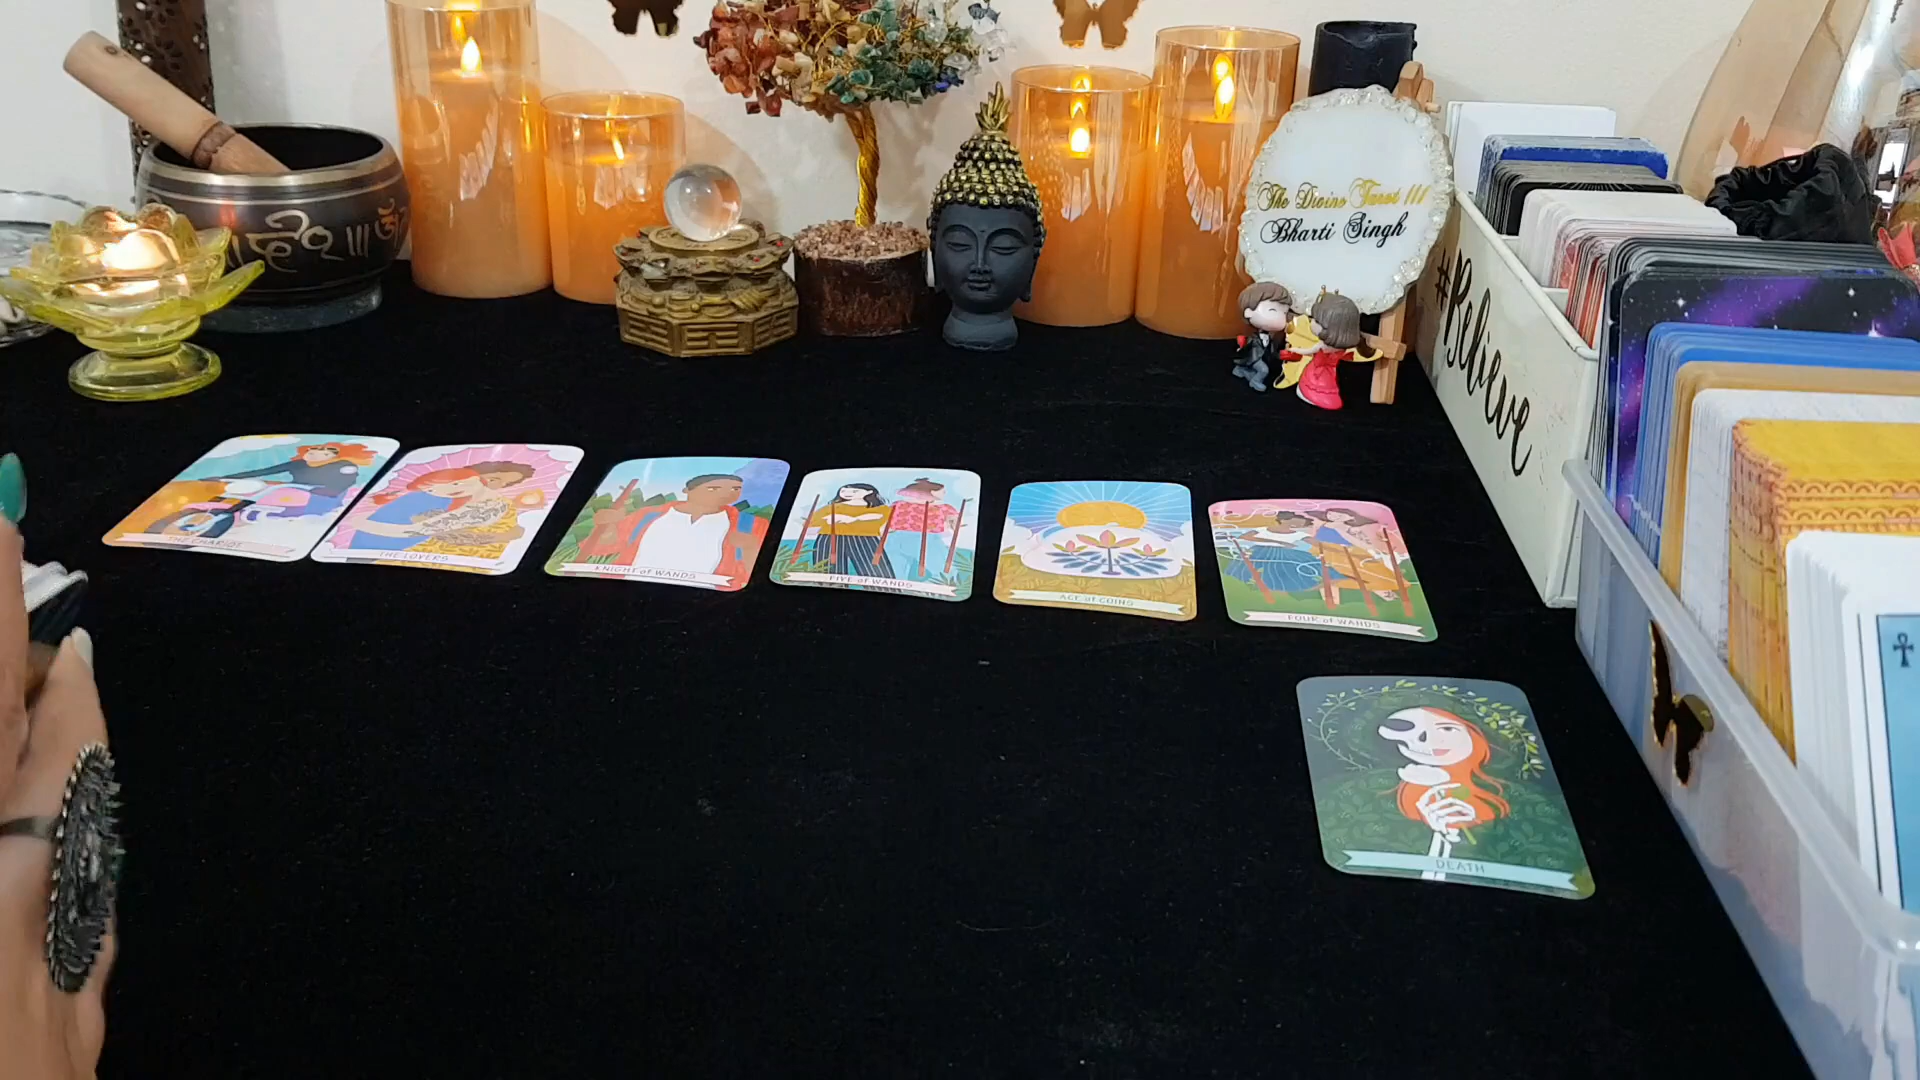 The Divine Tarot 111
Bharti Singh
#Believe
THE CHARIOT
THE LOVERS
KNIGHT of WANDS
FIVE of WANDS
ACE of COINS
FOUR of WANDS
DEATH